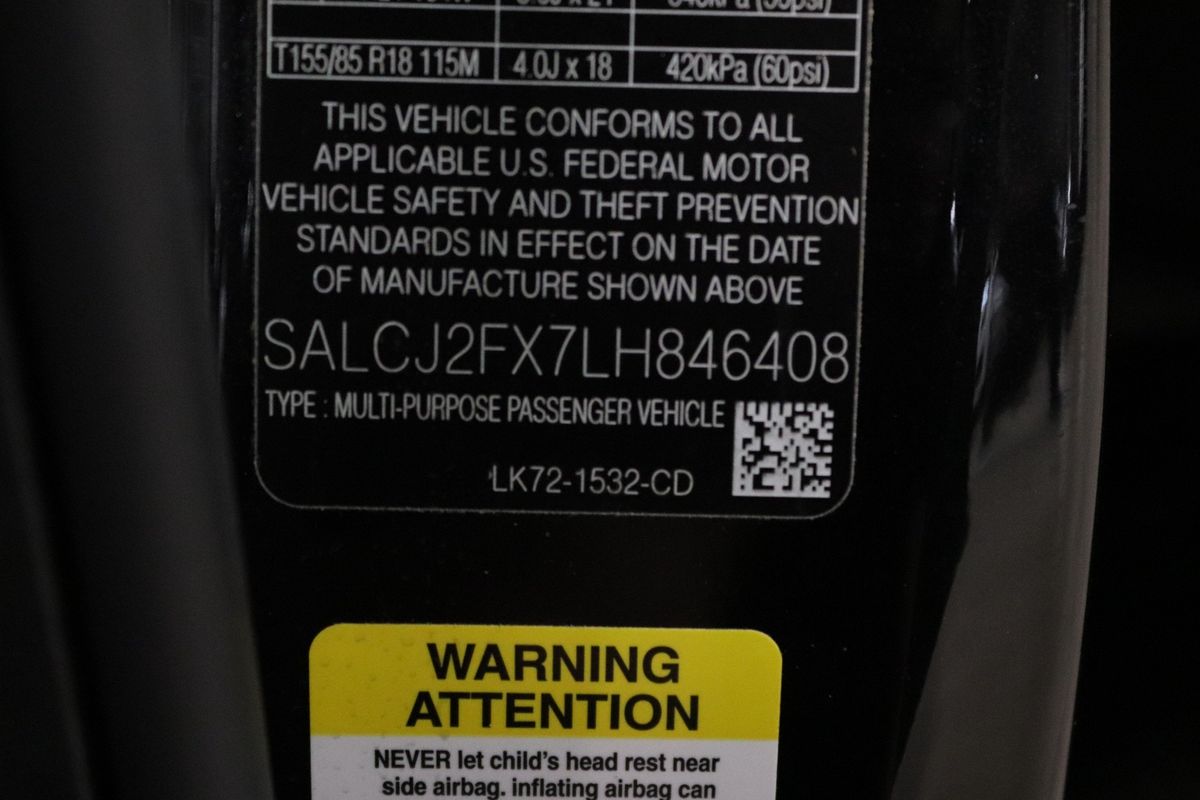 T155/85 R18 115M 4.0J x 18 420kPa (60psi)
THIS VEHICLE CONFORMS TO ALL
APPLICABLE U.S. FEDERAL MOTOR
VEHICLE SAFETY AND THEFT PREVENTION
STANDARDS IN EFFECT ON THE DATE
OF MANUFACTURE SHOWN ABOVE
SALCJ2FX7LH846408
TYPE : MULTI-PURPOSE PASSENGER VEHICLE
LK72-1532-CD
WARNING
ATTENTION
NEVER let child's head rest near
side airbag. inflating airbag can